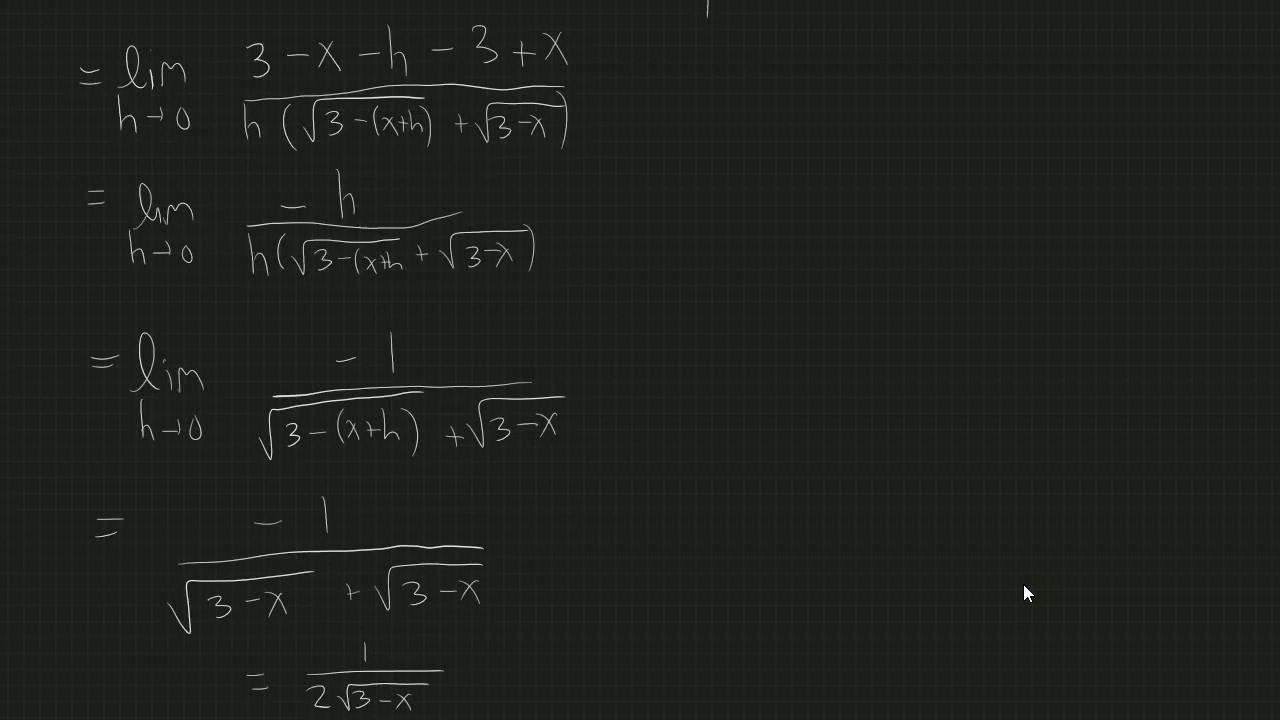 = lim h→0 (3 − x − h − 3 + x) / (h (√(3 − (x+h)) + √(3−x)))
= lim h→0 (− h) / (h(√(3−(x+h) + √(3−x)))
= lim h→0 (− 1) / (√(3 − (x+h)) + √(3−x))
= (− 1) / (√(3−x) + √(3−x))
= 1 / (2√(3−x))